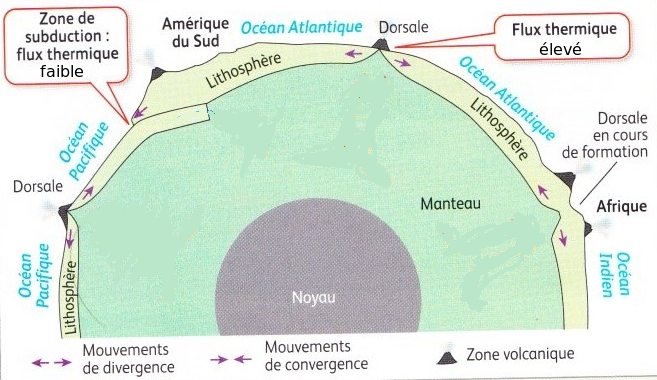 Zone de
subduction :
flux thermique
faible
Amérique
du Sud
Océan Atlantique
Dorsale
Flux thermique
élevé
Lithosphère
Océan Atlantique
Lithosphère
Dorsale
en cours
de formation
Océan
Pacifique
Dorsale
Manteau
Afrique
Océan
Pacifique
Lithosphère
Noyau
Océan
Indien
Mouvements
de divergence
Mouvements
de convergence
Zone volcanique